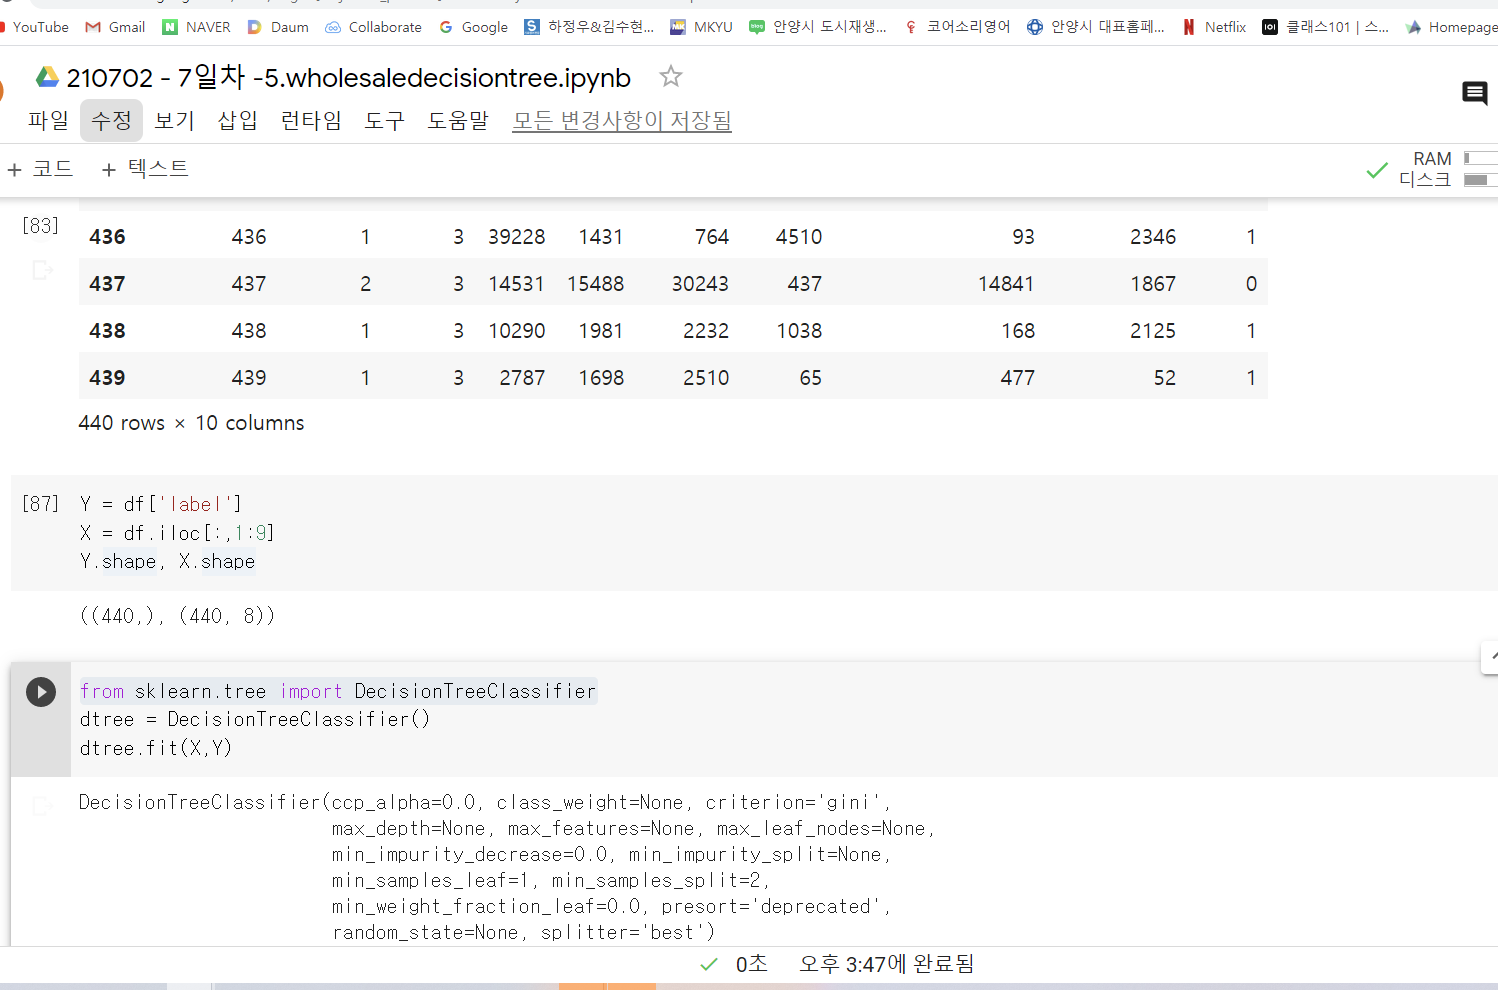 YouTube Gmail NAVER Daum Collaborate Google 하정우&김수현... MKYU 안양시 도시재생... 코어소리영어 안양시 대표홈페... Netflix 클래스101 | 스... Homepage
210702 - 7일차 -5.wholesaledecisiontree.ipynb
파일 수정 보기 삽입 런타임 도구 도움말 모든 변경사항이 저장됨
+ 코드 + 텍스트
RAM
디스크
[83]
436 436 1 3 39228 1431 764 4510 93 2346 1
437 437 2 3 14531 15488 30243 437 14841 1867 0
438 438 1 3 10290 1981 2232 1038 168 2125 1
439 439 1 3 2787 1698 2510 65 477 52 1
440 rows × 10 columns
[87] Y = df['label']
X = df.iloc[:,1:9]
Y.shape, X.shape
((440,), (440, 8))
from sklearn.tree import DecisionTreeClassifier
dtree = DecisionTreeClassifier()
dtree.fit(X,Y)
DecisionTreeClassifier(ccp_alpha=0.0, class_weight=None, criterion='gini',
max_depth=None, max_features=None, max_leaf_nodes=None,
min_impurity_decrease=0.0, min_impurity_split=None,
min_samples_leaf=1, min_samples_split=2,
min_weight_fraction_leaf=0.0, presort='deprecated',
random_state=None, splitter='best')
0초 오후 3:47에 완료됨